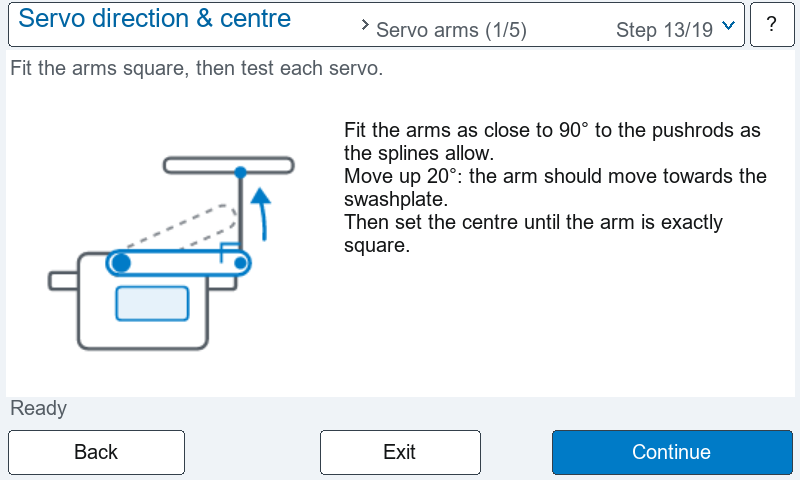 Servo direction & centre
> Servo arms (1/5)
Step 13/19
?
Fit the arms square, then test each servo.
Fit the arms as close to 90° to the pushrods as
the splines allow.
Move up 20°: the arm should move towards the
swashplate.
Then set the centre until the arm is exactly
square.
Ready
Back
Exit
Continue